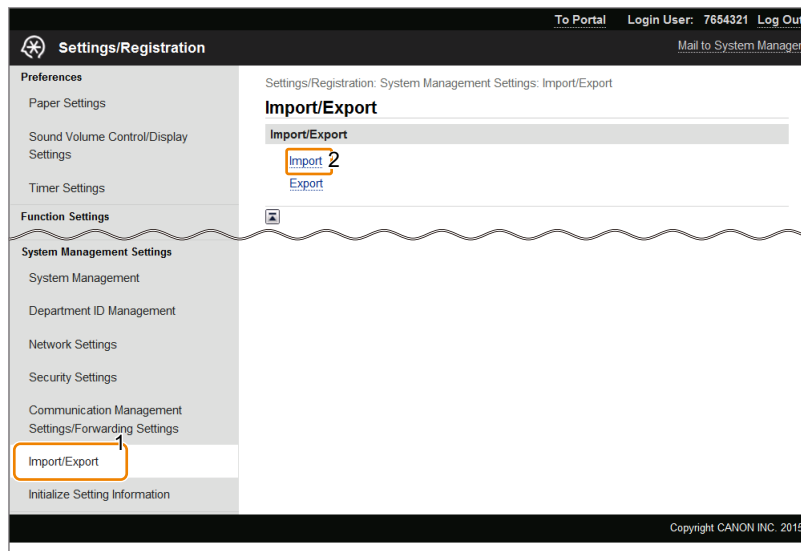 To Portal Login User: 7654321 Log Out
Settings/Registration Mail to System Manager
Preferences
Paper Settings
Sound Volume Control/Display
Settings
Timer Settings
Function Settings
System Management Settings
System Management
Department ID Management
Network Settings
Security Settings
Communication Management
Settings/Forwarding Settings
1
Import/Export
Initialize Setting Information
Settings/Registration: System Management Settings: Import/Export
Import/Export
Import/Export
Import 2
Export
Copyright CANON INC. 2015